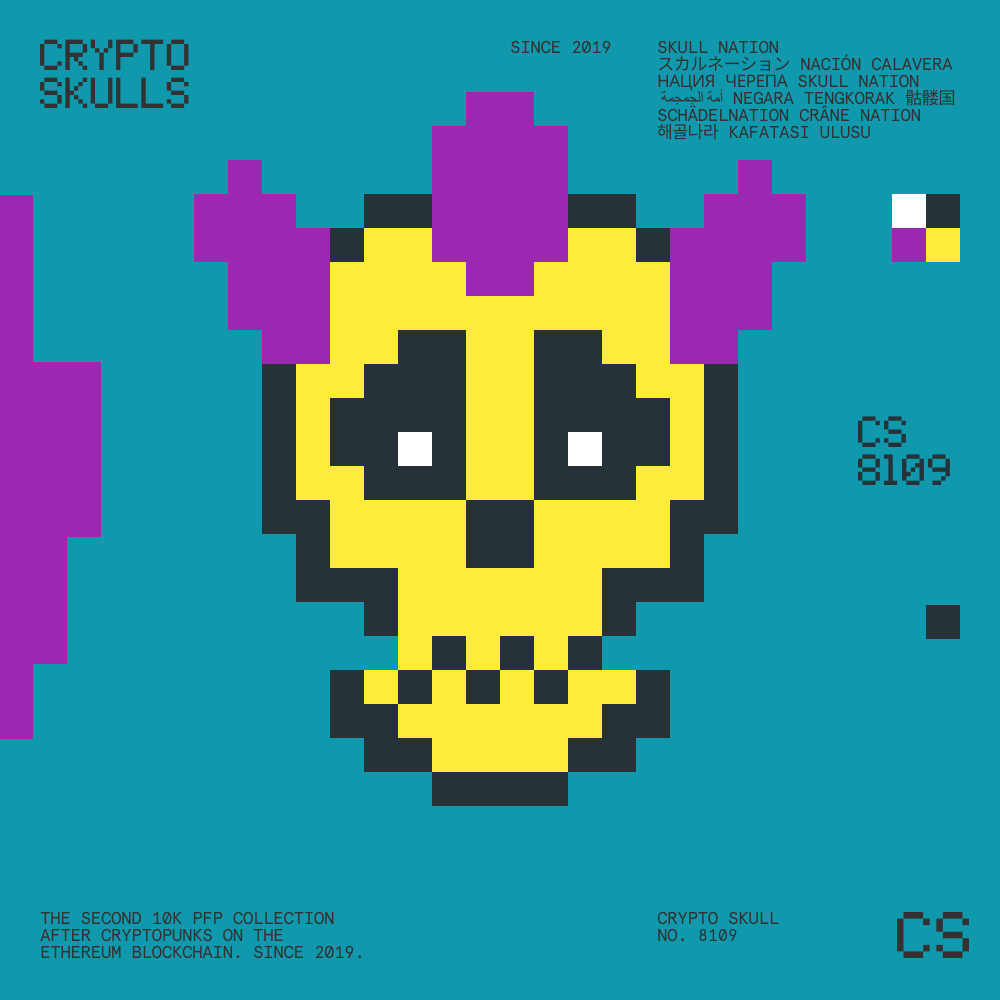 CRYPTO
SKULLS
SINCE 2019
SKULL NATION
スカルネーション NACIÓN CALAVERA
НАЦИЯ ЧЕРЕПА SKULL NATION
أمة الجمجمة NEGARA TENGKORAK 骷髅国
SCHÄDELNATION CRÂNE NATION
해골나라 KAFATASI ULUSU
CS
8109
THE SECOND 10K PFP COLLECTION
AFTER CRYPTOPUNKS ON THE
ETHEREUM BLOCKCHAIN. SINCE 2019.
CRYPTO SKULL
NO. 8109
CS